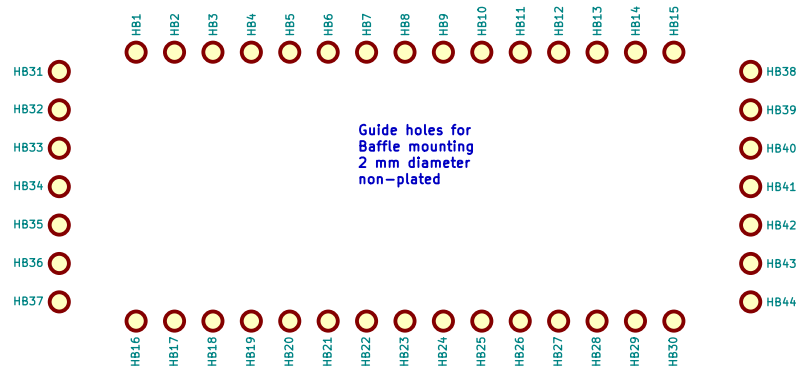 HB1 HB2 HB3 HB4 HB5 HB6 HB7 HB8 HB9 HB10 HB11 HB12 HB13 HB14 HB15
HB31 HB38
HB32 HB39
Guide holes for
Baffle mounting
HB33 HB40
2 mm diameter
non-plated
HB34 HB41
HB35 HB42
HB36 HB43
HB37 HB44
HB16 HB17 HB18 HB19 HB20 HB21 HB22 HB23 HB24 HB25 HB26 HB27 HB28 HB29 HB30